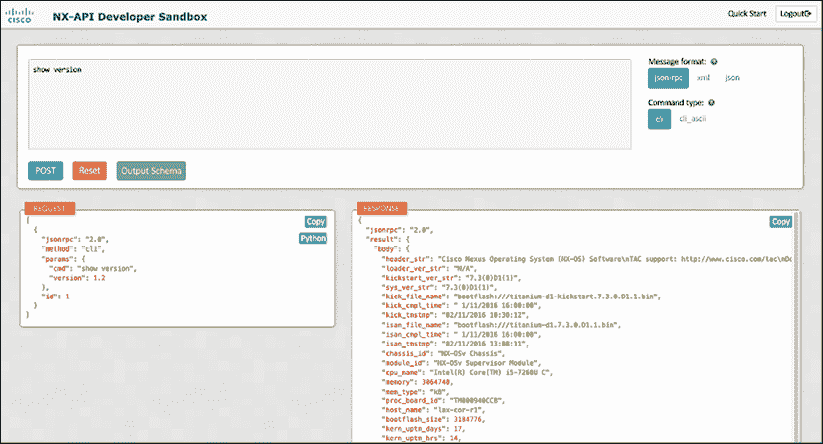 CISCO
NX-API Developer Sandbox
Quick Start
Logout
show version
Message format:
json-rpc xml json
Command type:
cli cli_ascii
POST Reset Output Schema
REQUEST
Copy
Python
[
{
"jsonrpc": "2.0",
"method": "cli",
"params": {
"cmd": "show version",
"version": 1.2
},
"id": 1
}
]
RESPONSE
Copy
{
"jsonrpc": "2.0",
"result": {
"body": {
"header_str": "Cisco Nexus Operating System (NX-OS) Software\nTAC support: http://www.cisco.com/tac\nDo
"loader_ver_str": "N/A",
"kickstart_ver_str": "7.3(0)D1(1)",
"sys_ver_str": "7.3(0)D1(1)",
"kick_file_name": "bootflash:///titanium-d1-kickstart.7.3.0.D1.1.bin",
"kick_cmpl_time": " 1/11/2016 16:00:00",
"kick_tmstmp": "02/11/2016 10:30:12",
"isan_file_name": "bootflash:///titanium-d1.7.3.0.D1.1.bin",
"isan_cmpl_time": " 1/11/2016 16:00:00",
"isan_tmstmp": "02/11/2016 13:08:11",
"chassis_id": "NX-OSv Chassis",
"module_id": "NX-OSv Supervisor Module",
"cpu_name": "Intel(R) Core(TM) i5-7260U C",
"memory": 3064740,
"mem_type": "kB",
"proc_board_id": "TM000940CCB",
"host_name": "lax-cor-r1",
"bootflash_size": 3184776,
"kern_uptm_days": 17,
"kern_uptm_hrs": 14,